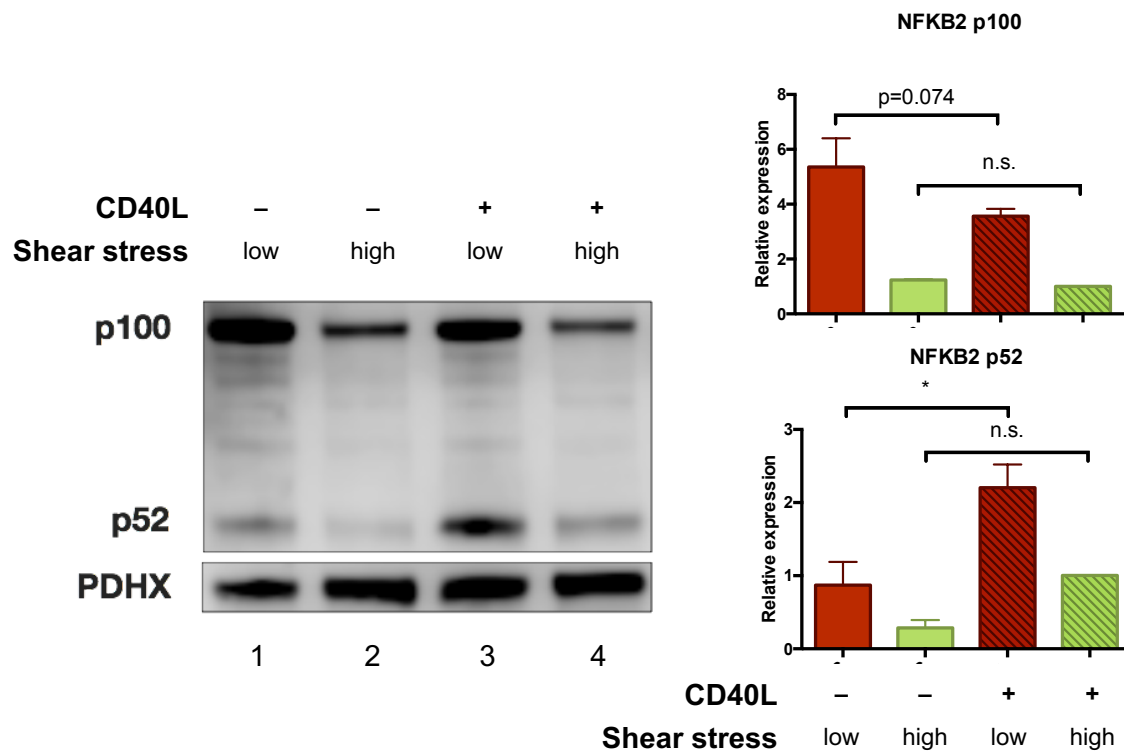 CD40L – – + +
Shear stress low high low high
p100
p52
PDHX
1 2 3 4
NFKB2 p100
8
6
4
2
0
Relative expression
p=0.074
n.s.
NFKB2 p52
3
2
1
0
Relative expression
*
n.s.
CD40L – – + +
Shear stress low high low high